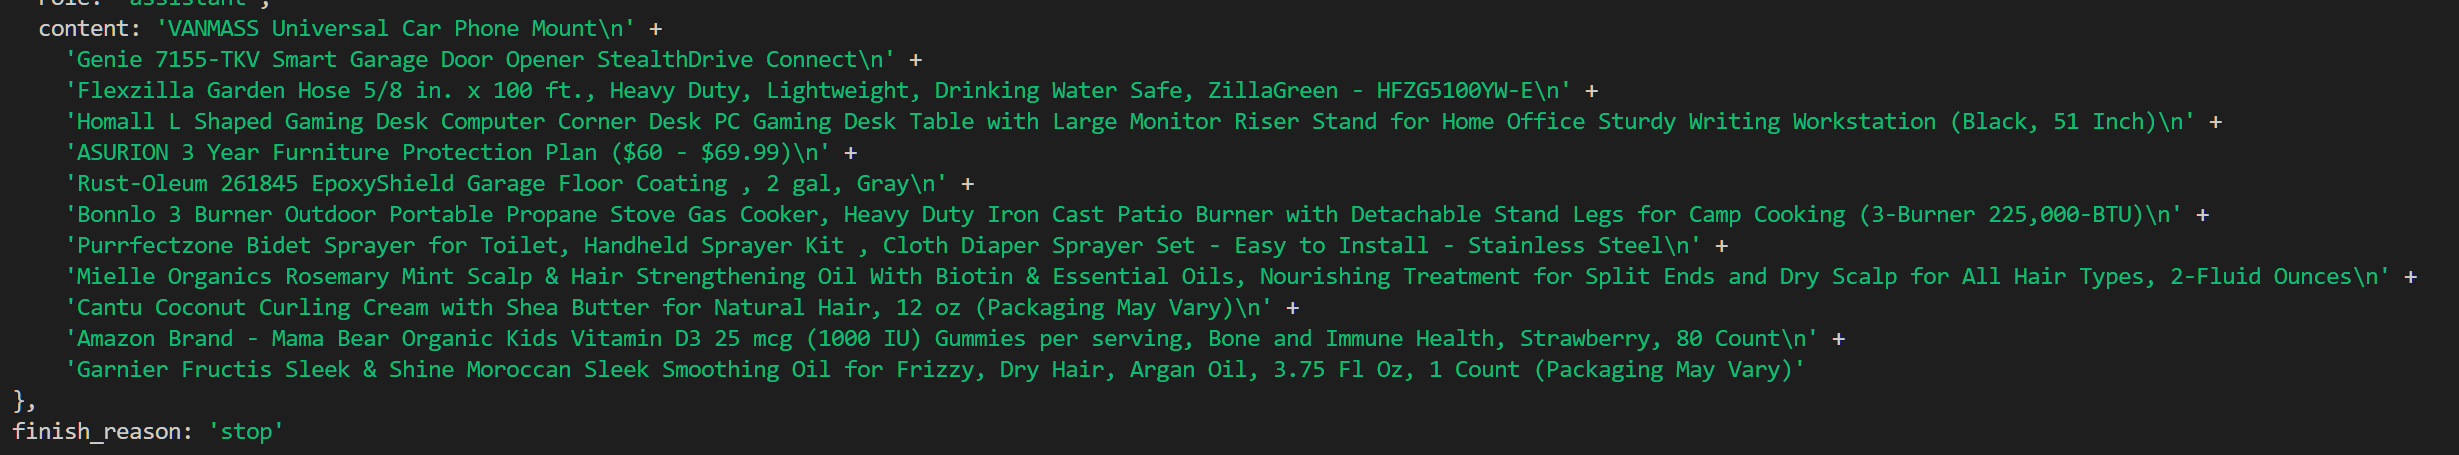 role: 'assistant',
content: 'VANMASS Universal Car Phone Mount\n' +
'Genie 7155-TKV Smart Garage Door Opener StealthDrive Connect\n' +
'Flexzilla Garden Hose 5/8 in. x 100 ft., Heavy Duty, Lightweight, Drinking Water Safe, ZillaGreen - HFZG5100YW-E\n' +
'Homall L Shaped Gaming Desk Computer Corner Desk PC Gaming Desk Table with Large Monitor Riser Stand for Home Office Sturdy Writing Workstation (Black, 51 Inch)\n' +
'ASURION 3 Year Furniture Protection Plan ($60 - $69.99)\n' +
'Rust-Oleum 261845 EpoxyShield Garage Floor Coating , 2 gal, Gray\n' +
'Bonnlo 3 Burner Outdoor Portable Propane Stove Gas Cooker, Heavy Duty Iron Cast Patio Burner with Detachable Stand Legs for Camp Cooking (3-Burner 225,000-BTU)\n' +
'Purrfectzone Bidet Sprayer for Toilet, Handheld Sprayer Kit , Cloth Diaper Sprayer Set - Easy to Install - Stainless Steel\n' +
'Mielle Organics Rosemary Mint Scalp & Hair Strengthening Oil With Biotin & Essential Oils, Nourishing Treatment for Split Ends and Dry Scalp for All Hair Types, 2-Fluid Ounces\n' +
'Cantu Coconut Curling Cream with Shea Butter for Natural Hair, 12 oz (Packaging May Vary)\n' +
'Amazon Brand - Mama Bear Organic Kids Vitamin D3 25 mcg (1000 IU) Gummies per serving, Bone and Immune Health, Strawberry, 80 Count\n' +
'Garnier Fructis Sleek & Shine Moroccan Sleek Smoothing Oil for Frizzy, Dry Hair, Argan Oil, 3.75 Fl Oz, 1 Count (Packaging May Vary)'
},
finish_reason: 'stop'